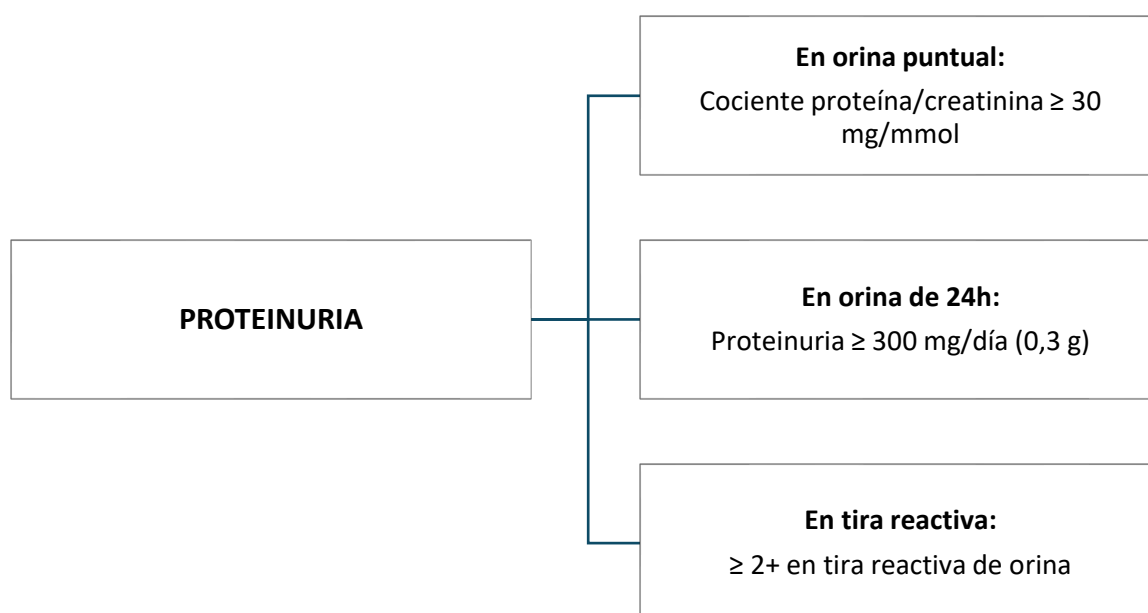 En orina puntual:
Cociente proteína/creatinina ≥ 30
mg/mmol
PROTEINURIA
En orina de 24h:
Proteinuria ≥ 300 mg/día (0,3 g)
En tira reactiva:
≥ 2+ en tira reactiva de orina